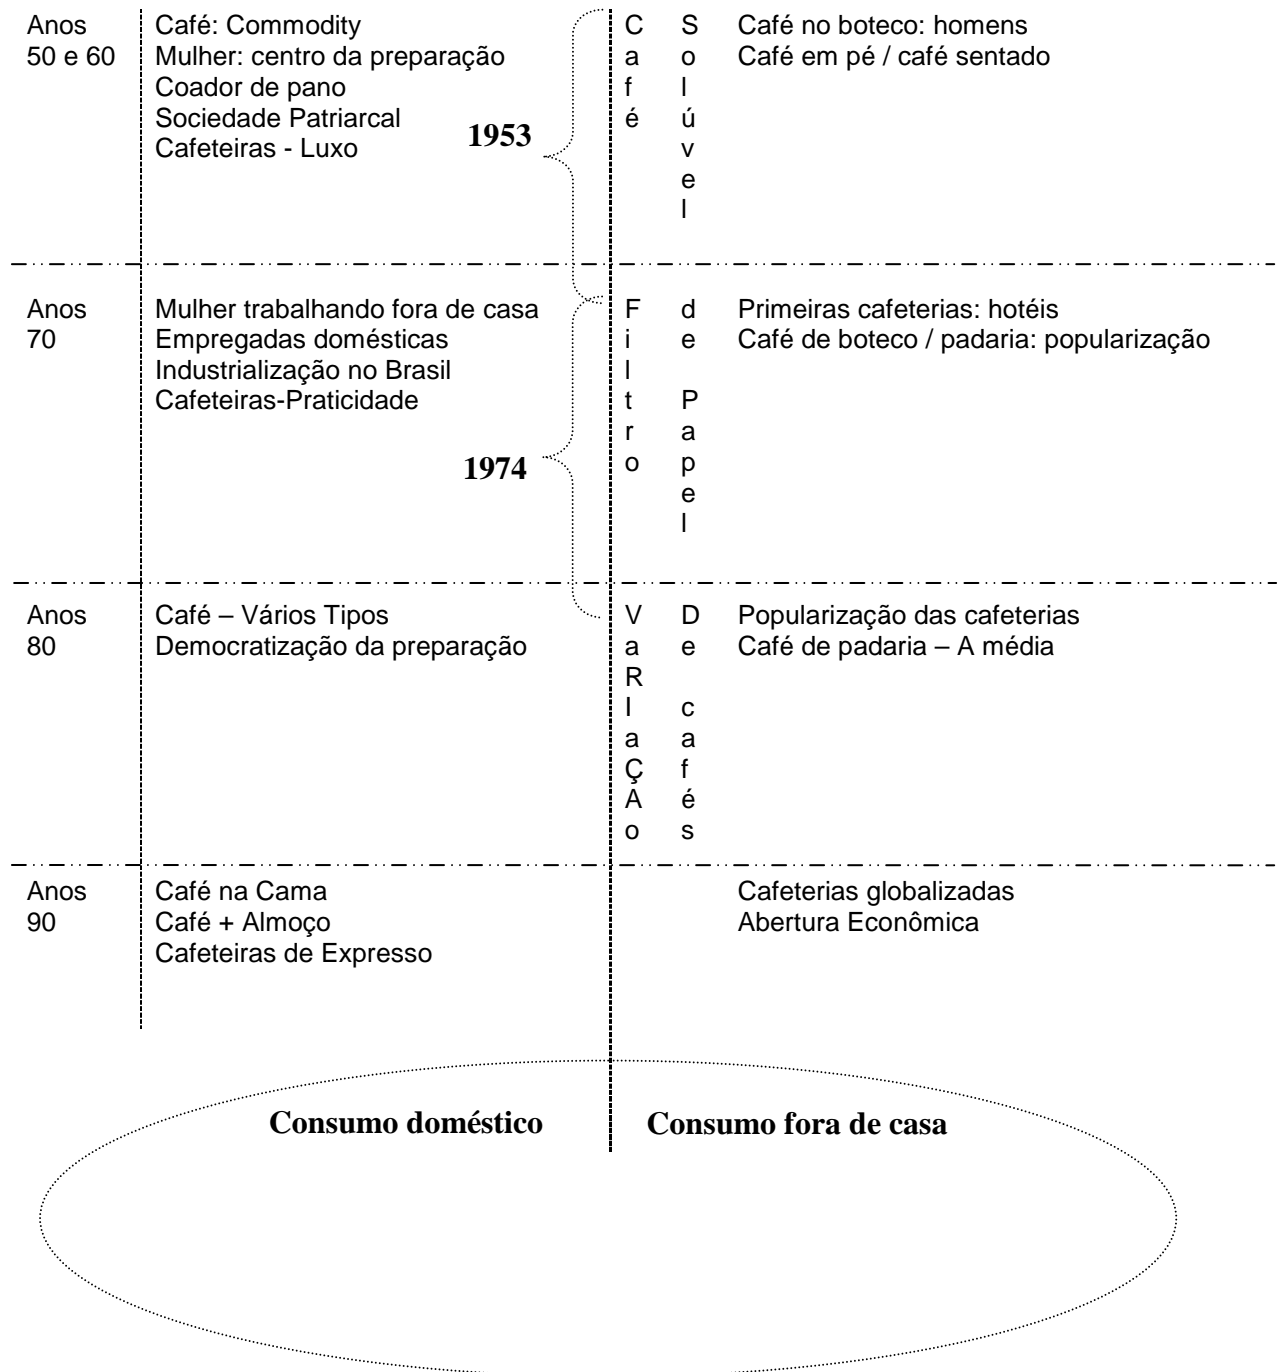 Anos
50 e 60
Café: Commodity
Mulher: centro da preparação
Coador de pano
Sociedade Patriarcal
Cafeteiras - Luxo
1953
Café
Solúvel
Café no boteco: homens
Café em pé / café sentado
Anos
70
Mulher trabalhando fora de casa
Empregadas domésticas
Industrialização no Brasil
Cafeteiras-Praticidade
1974
Filtro
de Papel
Primeiras cafeterias: hotéis
Café de boteco / padaria: popularização
Anos
80
Café – Vários Tipos
Democratização da preparação
VaRIaÇAo
De cafés
Popularização das cafeterias
Café de padaria – A média
Anos
90
Café na Cama
Café + Almoço
Cafeteiras de Expresso
Cafeterias globalizadas
Abertura Econômica
Consumo doméstico
Consumo fora de casa